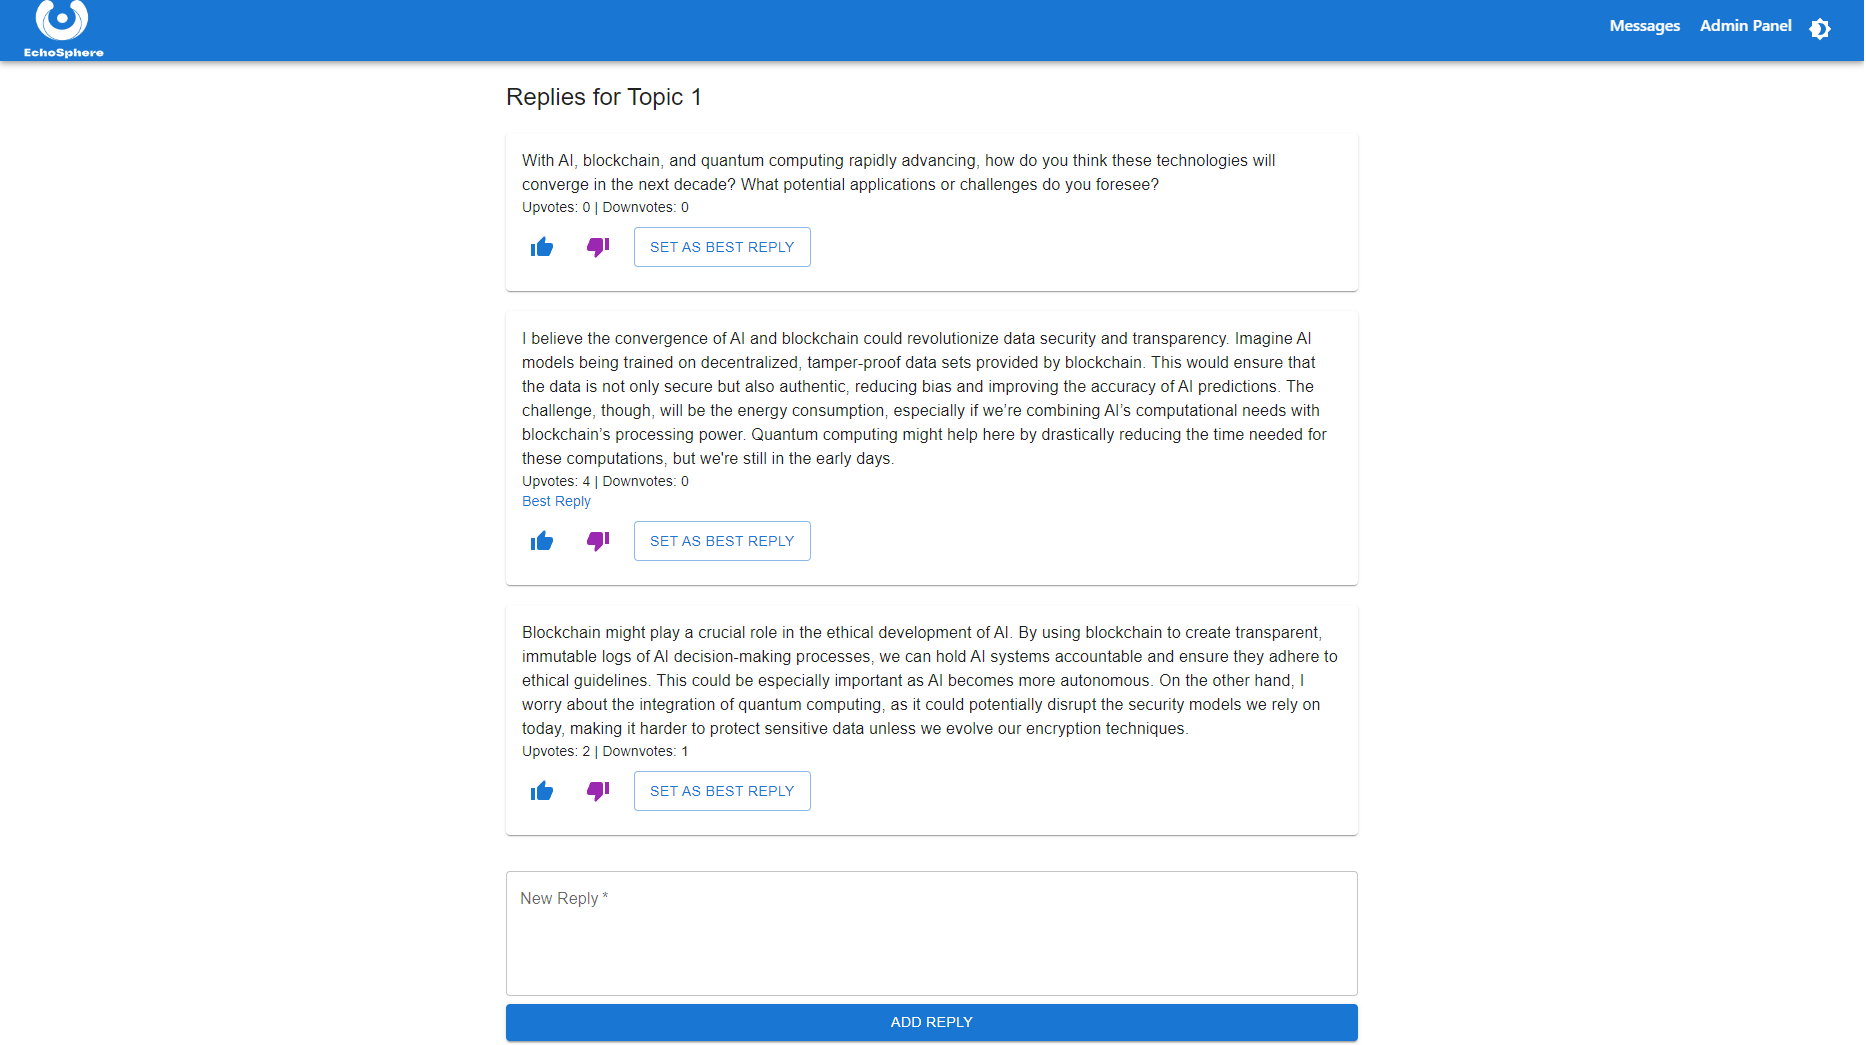 EchoSphere
Messages Admin Panel
Replies for Topic 1
With AI, blockchain, and quantum computing rapidly advancing, how do you think these technologies will
converge in the next decade? What potential applications or challenges do you foresee?
Upvotes: 0 | Downvotes: 0
SET AS BEST REPLY
I believe the convergence of AI and blockchain could revolutionize data security and transparency. Imagine AI
models being trained on decentralized, tamper-proof data sets provided by blockchain. This would ensure that
the data is not only secure but also authentic, reducing bias and improving the accuracy of AI predictions. The
challenge, though, will be the energy consumption, especially if we’re combining AI’s computational needs with
blockchain’s processing power. Quantum computing might help here by drastically reducing the time needed for
these computations, but we're still in the early days.
Upvotes: 4 | Downvotes: 0
Best Reply
SET AS BEST REPLY
Blockchain might play a crucial role in the ethical development of AI. By using blockchain to create transparent,
immutable logs of AI decision-making processes, we can hold AI systems accountable and ensure they adhere to
ethical guidelines. This could be especially important as AI becomes more autonomous. On the other hand, I
worry about the integration of quantum computing, as it could potentially disrupt the security models we rely on
today, making it harder to protect sensitive data unless we evolve our encryption techniques.
Upvotes: 2 | Downvotes: 1
SET AS BEST REPLY
New Reply *
ADD REPLY